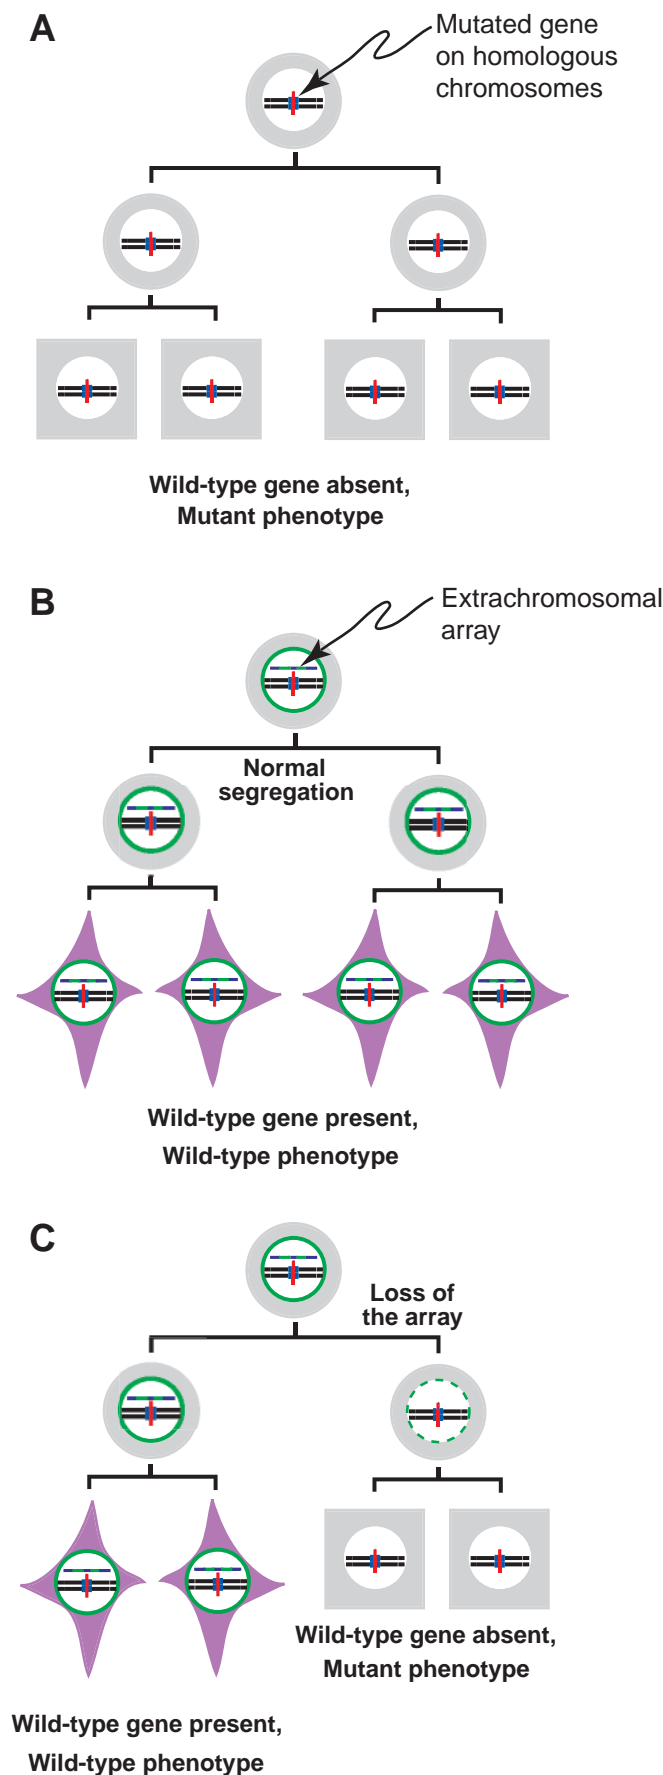 A
Mutated gene
on homologous
chromosomes
Wild-type gene absent,
Mutant phenotype
B
Extrachromosomal
array
Normal
segregation
Wild-type gene present,
Wild-type phenotype
C
Loss of
the array
Wild-type gene absent,
Mutant phenotype
Wild-type gene present,
Wild-type phenotype